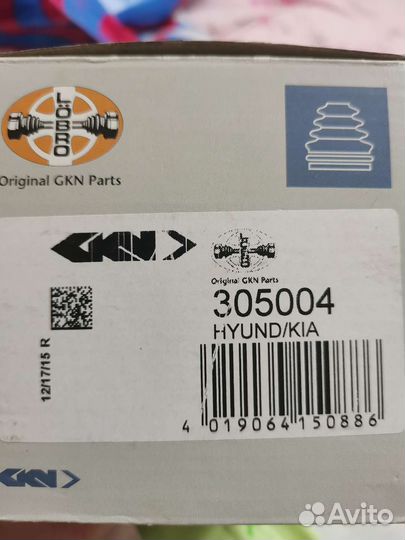 LÖBRO
Original GKN Parts
GKN
LÖBRO
Original GKN Parts
305004
HYUND/KIA
12/17/15 R
4 019064 150886
GKN
Avito